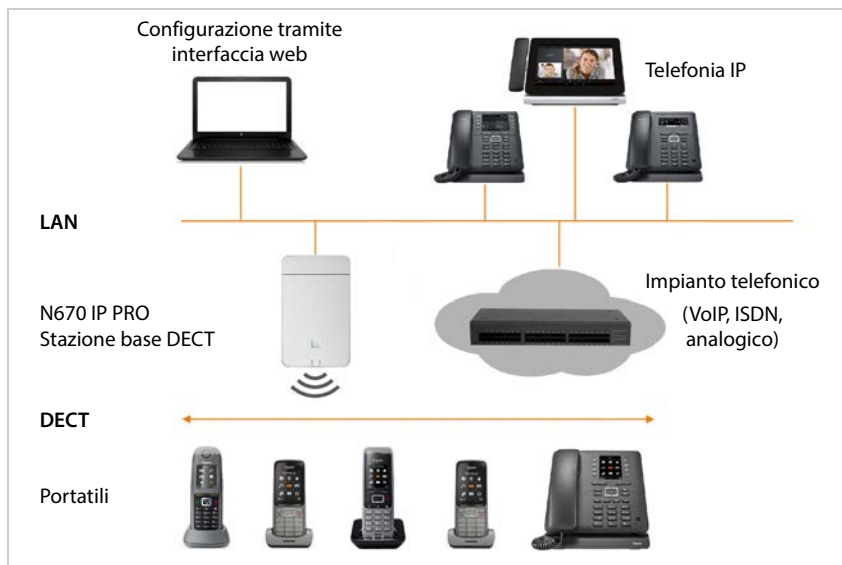 Configurazione tramite
interfaccia web
Telefonia IP
LAN
N670 IP PRO
Stazione base DECT
Impianto telefonico
(VoIP, ISDN,
analogico)
DECT
Portatili